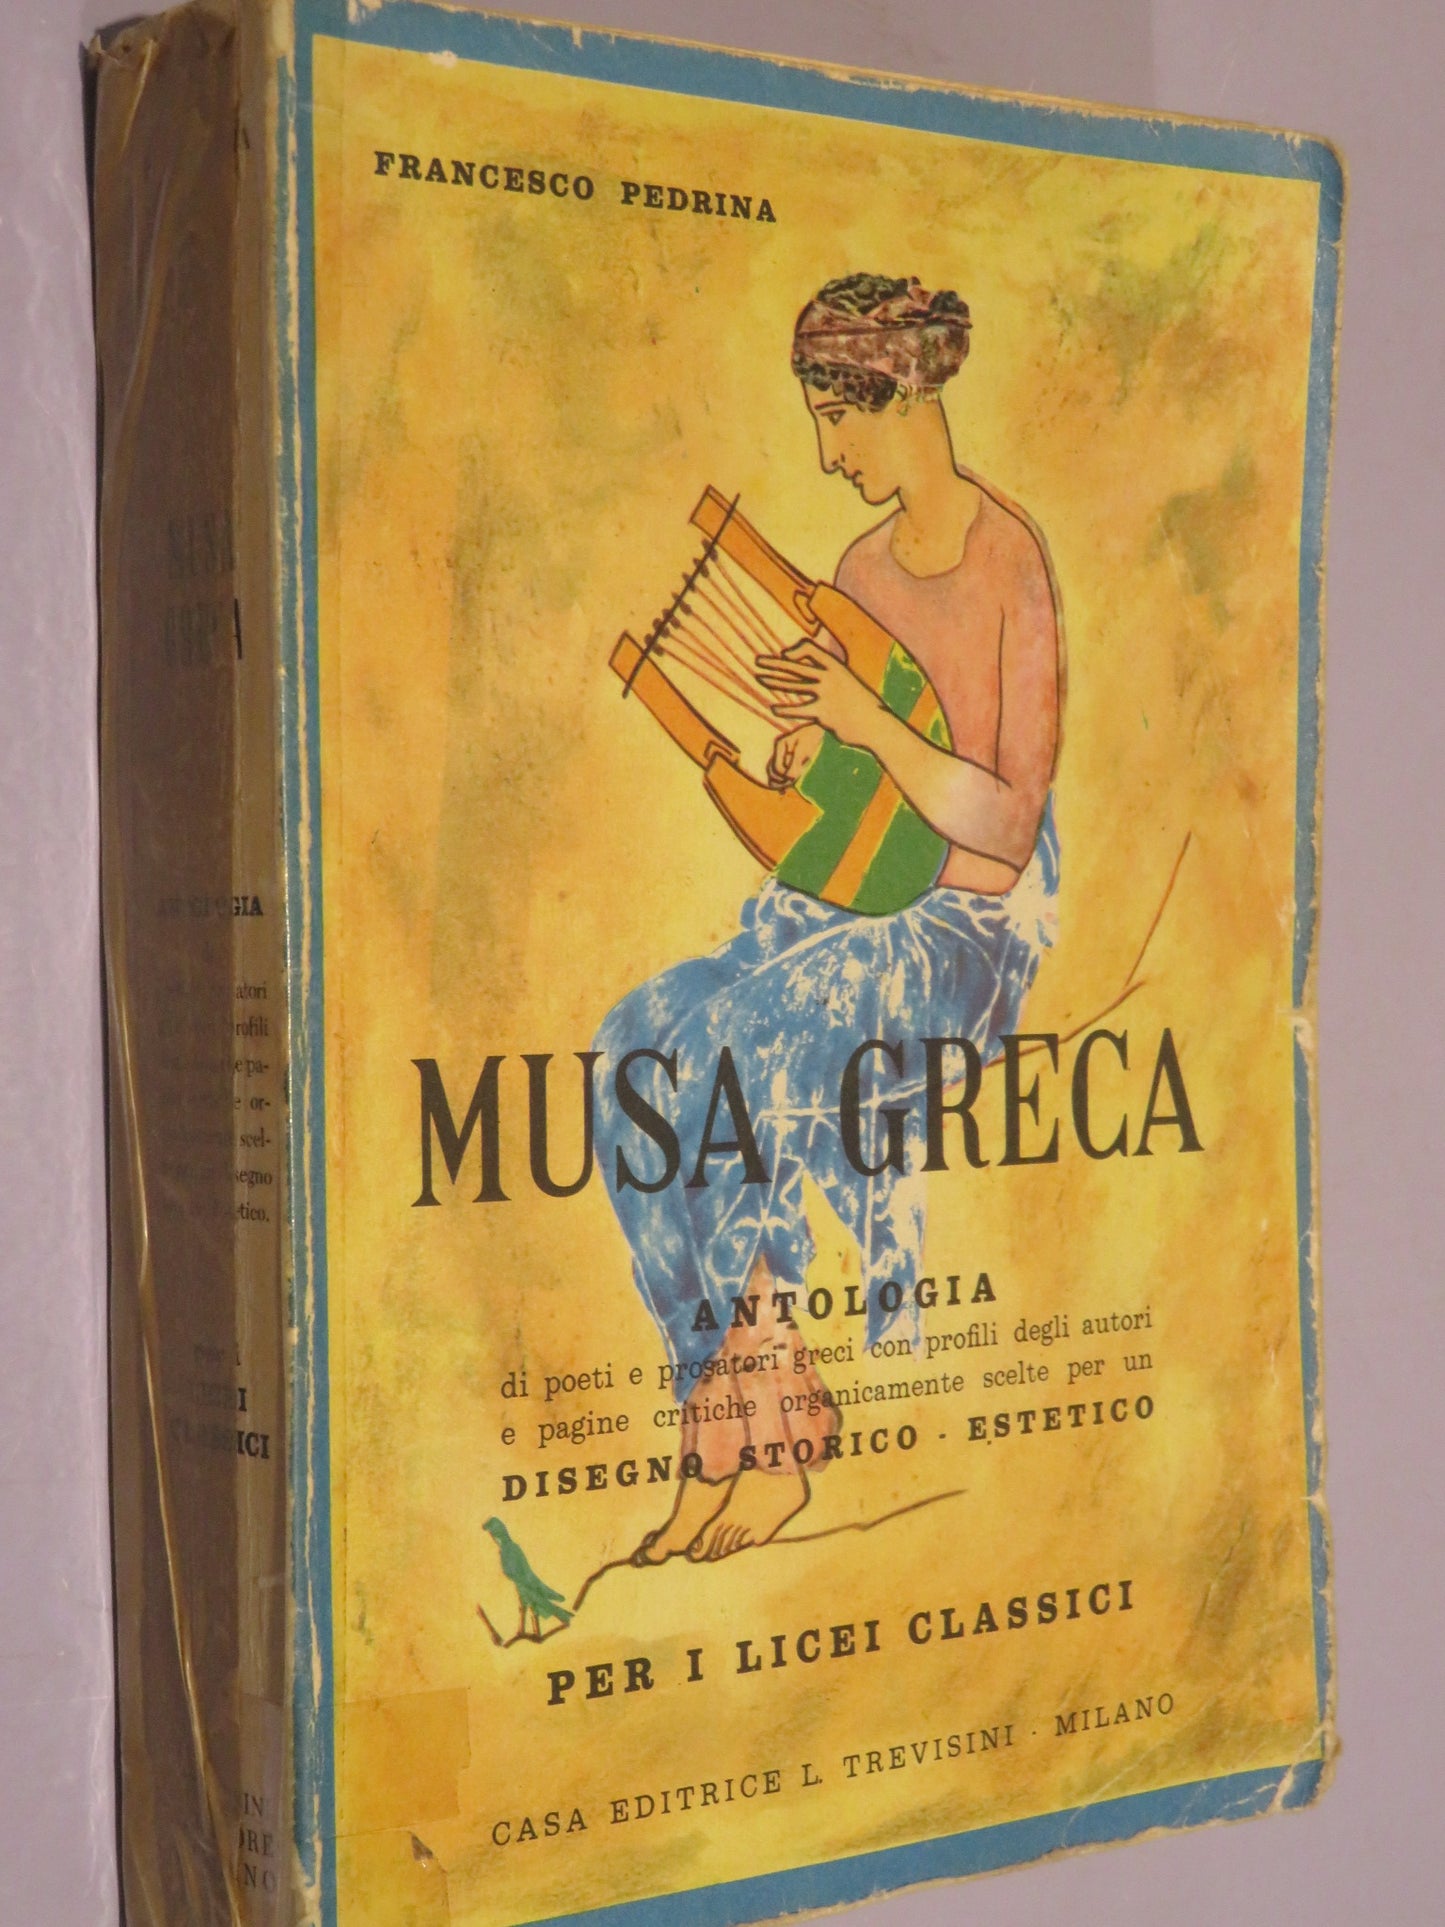 FRANCESCO PEDRINA
MUSA GRECA
ANTOLOGIA
di poeti e prosatori greci con profili degli autori
e pagine critiche organicamente scelte per un
DISEGNO STORICO - ESTETICO
PER I LICEI CLASSICI
CASA EDITRICE L. TREVISINI - MILANO